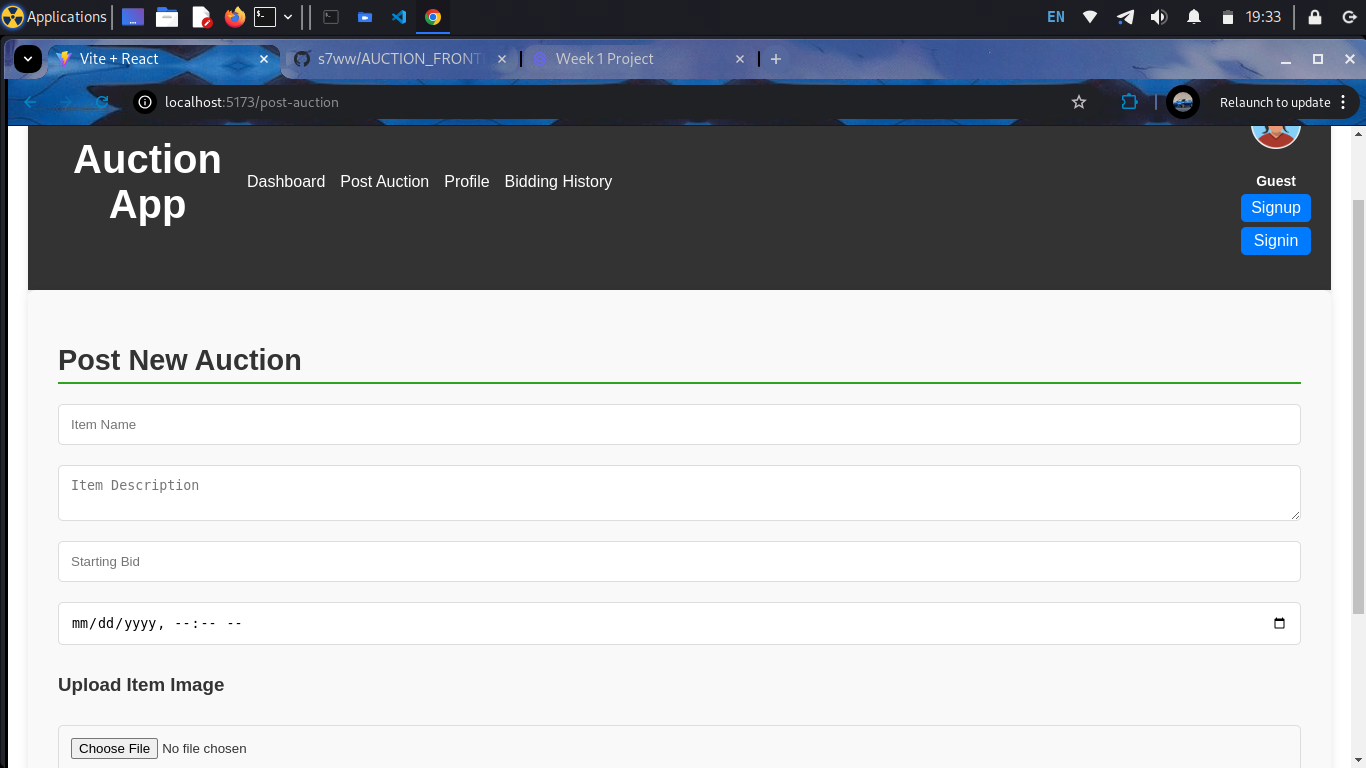 Applications
EN
19:33
Vite + React
s7ww/AUCTION_FRONT
Week 1 Project
localhost:5173/post-auction
Relaunch to update
Auction
App
Dashboard
Post Auction
Profile
Bidding History
Guest
Signup
Signin
Post New Auction
Item Name
Item Description
Starting Bid
mm/dd/yyyy, --:-- --
Upload Item Image
Choose File No file chosen